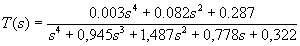 T(s) = \frac{0.003s^4 + 0.082s^2 + 0.287}{s^4 + 0,945s^3 + 1,487s^2 + 0,778s + 0,322}